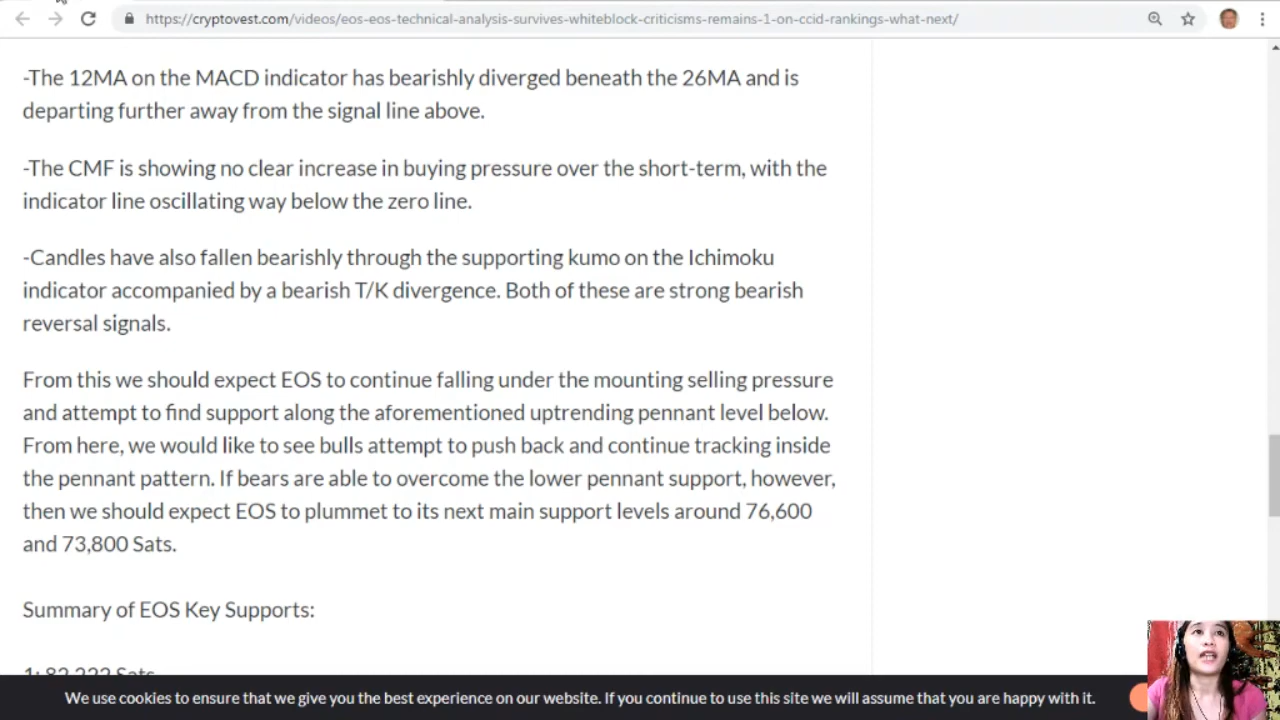 https://cryptovest.com/videos/eos-eos-technical-analysis-survives-whiteblock-criticisms-remains-1-on-ccid-rankings-what-next/
-The 12MA on the MACD indicator has bearishly diverged beneath the 26MA and is
departing further away from the signal line above.
-The CMF is showing no clear increase in buying pressure over the short-term, with the
indicator line oscillating way below the zero line.
-Candles have also fallen bearishly through the supporting kumo on the Ichimoku
indicator accompanied by a bearish T/K divergence. Both of these are strong bearish
reversal signals.
From this we should expect EOS to continue falling under the mounting selling pressure
and attempt to find support along the aforementioned uptrending pennant level below.
From here, we would like to see bulls attempt to push back and continue tracking inside
the pennant pattern. If bears are able to overcome the lower pennant support, however,
then we should expect EOS to plummet to its next main support levels around 76,600
and 73,800 Sats.
Summary of EOS Key Supports:
1: 82,222 Sats
We use cookies to ensure that we give you the best experience on our website. If you continue to use this site we will assume that you are happy with it.